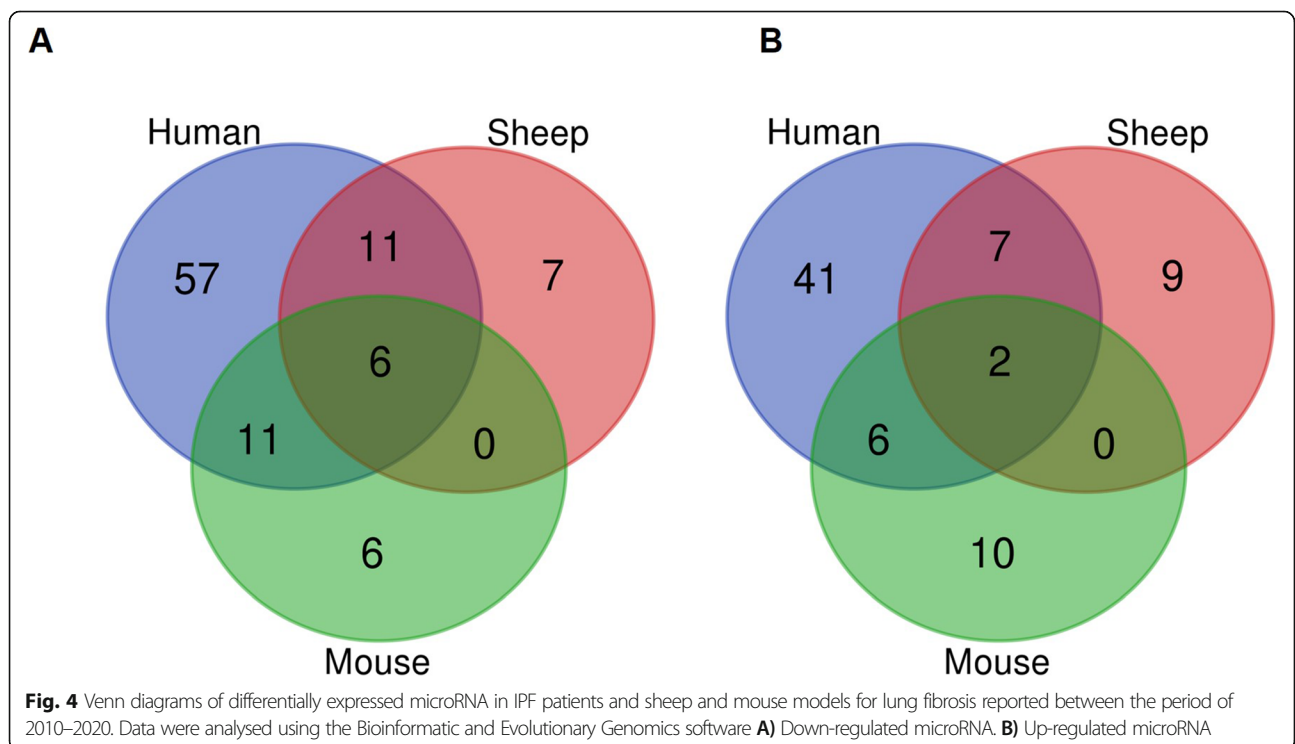 A
B
Human
Sheep
Human
Sheep
57
11
7
41
7
9
6
2
11
0
6
0
6
10
Mouse
Mouse
Fig. 4 Venn diagrams of differentially expressed microRNA in IPF patients and sheep and mouse models for lung fibrosis reported between the period of
2010–2020. Data were analysed using the Bioinformatic and Evolutionary Genomics software A) Down-regulated microRNA. B) Up-regulated microRNA